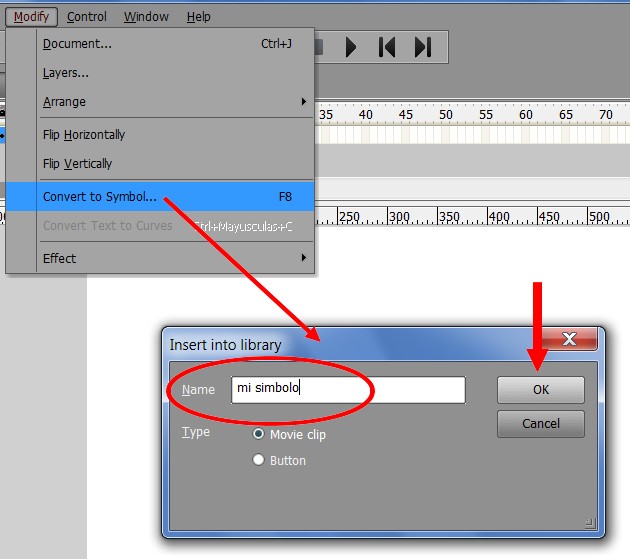 Modify Control Window Help
Document... Ctrl+J
Layers...
Arrange
35 40 45 50 55 60 65 70
Flip Horizontally
Flip Vertically
Convert to Symbol... F8
Convert Text to Curves Ctrl+Mayusculas+C
250 300 350 400 450 500
Effect
Insert into library
Name mi simbolo OK
Cancel
Type Movie clip
Button